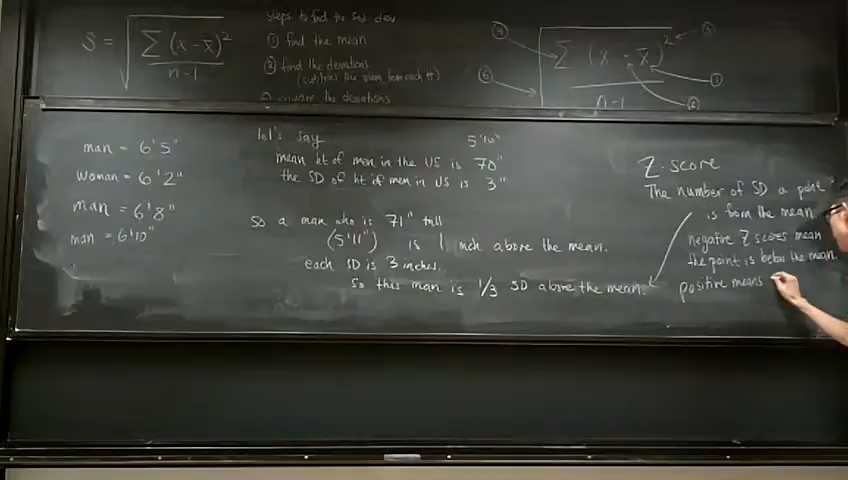 S = √ Σ (x - x̄)² / n-1
steps to find the std dev
① find the mean
② find the deviations
(subtract the mean from each #)
square the deviations
④ Σ (x - x̄)² ③
⑤ ①
n-1 ②
man = 6'5"
woman = 6'2"
man = 6'8"
man = 6'10"
let's say 5'10"
mean ht of men in the US is 70"
the SD of ht of men in US is 3"
so a man who is 71" tall
(5'11") is 1 inch above the mean.
each SD is 3 inches.
so this man is 1/3 SD above the mean.
Z-score
The number of SD a point
is from the mean
negative Z scores mean
the point is below the mean.
positive means